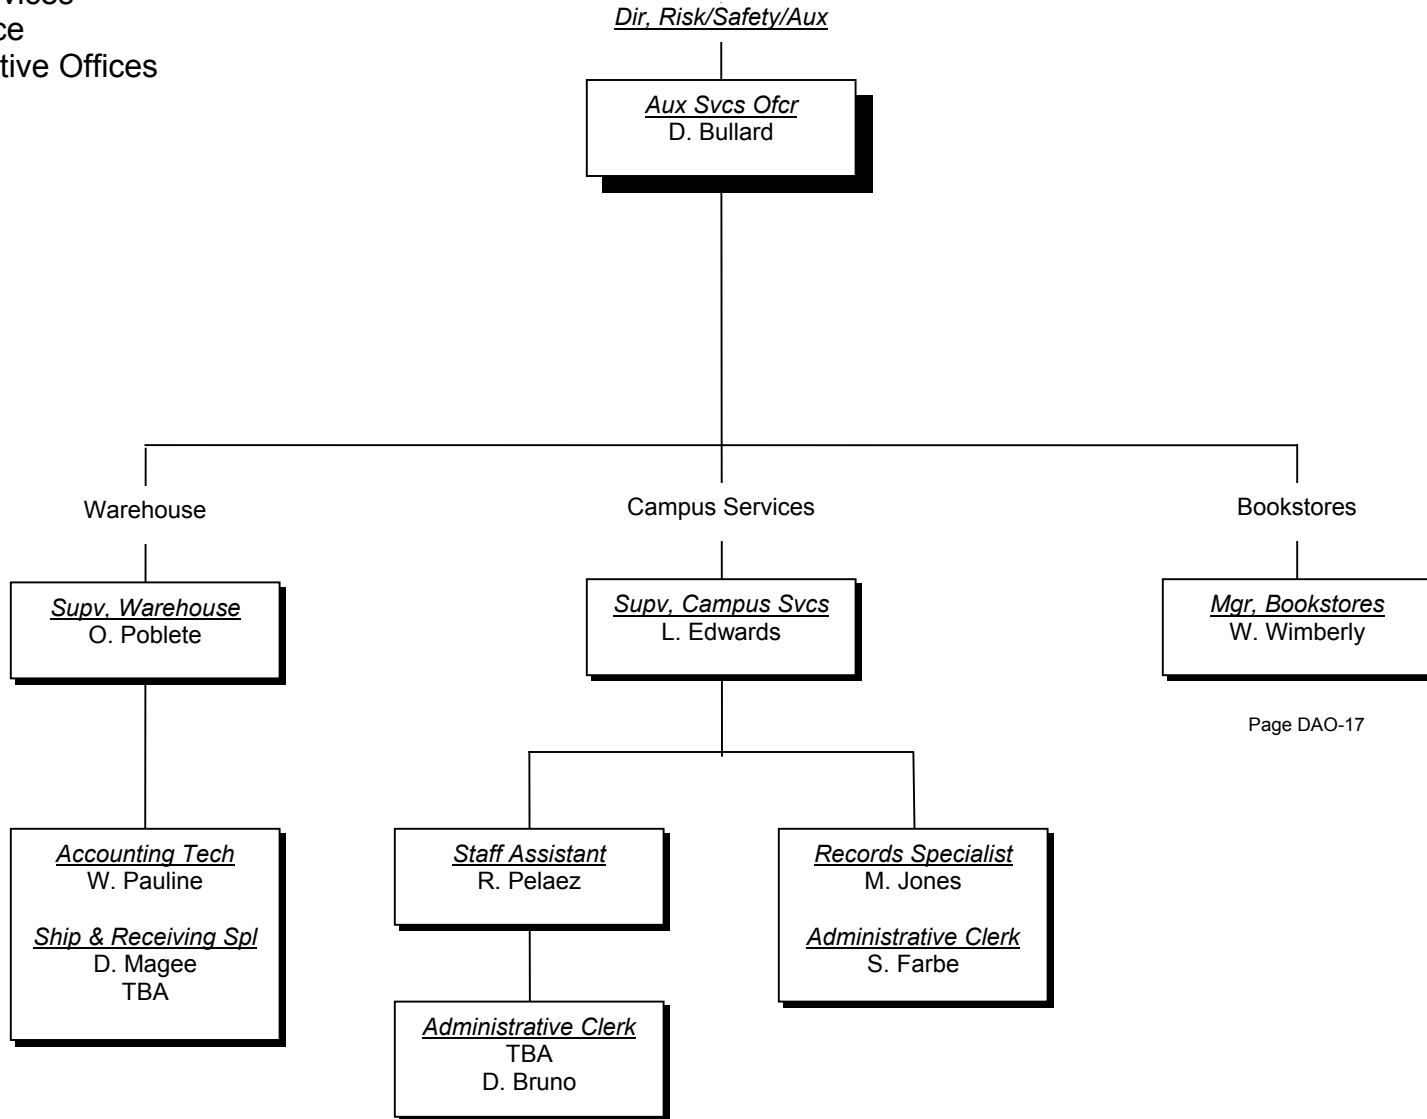 ce
tive Offices
Dir, Risk/Safety/Aux
Aux Svcs Ofcr
D. Bullard
Warehouse
Campus Services
Bookstores
Supv, Warehouse
O. Poblete
Supv, Campus Svcs
L. Edwards
Mgr, Bookstores
W. Wimberly
Page DAO-17
Accounting Tech
W. Pauline
Ship & Receiving Spl
D. Magee
TBA
Staff Assistant
R. Pelaez
Administrative Clerk
TBA
D. Bruno
Records Specialist
M. Jones
Administrative Clerk
S. Farbe